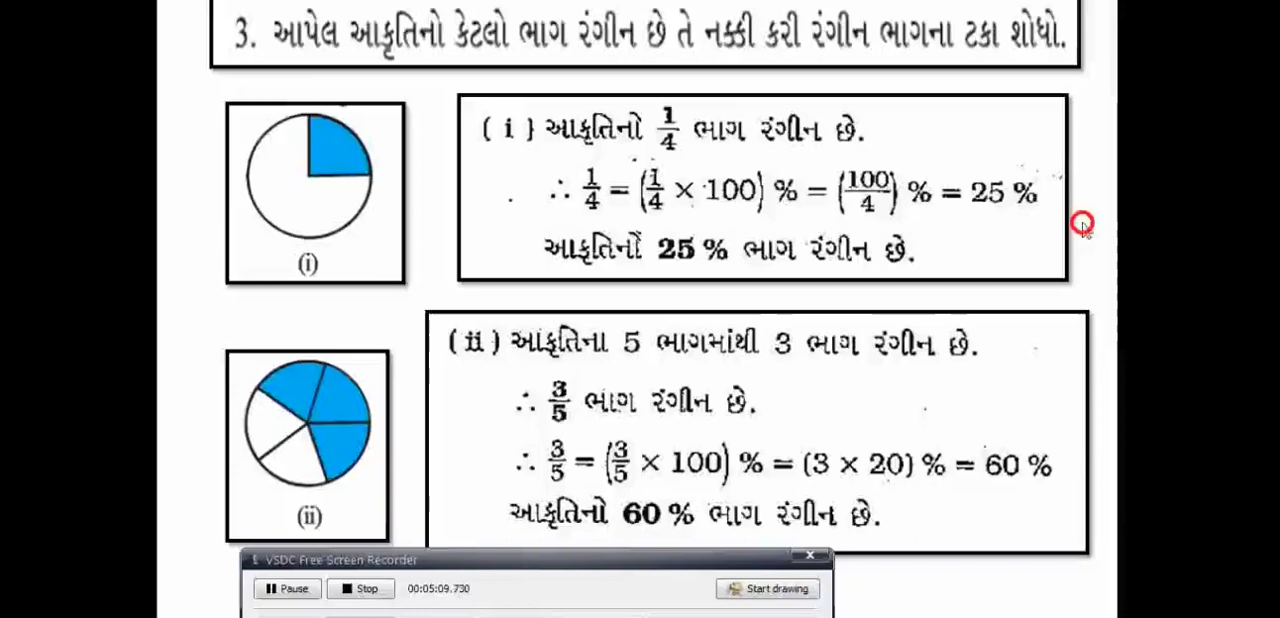 3. આપેલ આકૃતિનો કેટલો ભાગ રંગીન છે તે નક્કી કરી રંગીન ભાગના ટકા શોધો.
(i)
( i ) આકૃતિનો 1/4 ભાગ રંગીન છે.
∴ 1/4 = (1/4 × 100) % = (100/4) % = 25 %
આકૃતિનો 25 % ભાગ રંગીન છે.
(ii)
( ii ) આકૃતિના 5 ભાગમાંથી 3 ભાગ રંગીન છે.
∴ 3/5 ભાગ રંગીન છે.
∴ 3/5 = (3/5 × 100) % = (3 × 20) % = 60 %
આકૃતિનો 60 % ભાગ રંગીન છે.
VSDC Free Screen Recorder
Pause Stop 00:05:09.730 Start drawing